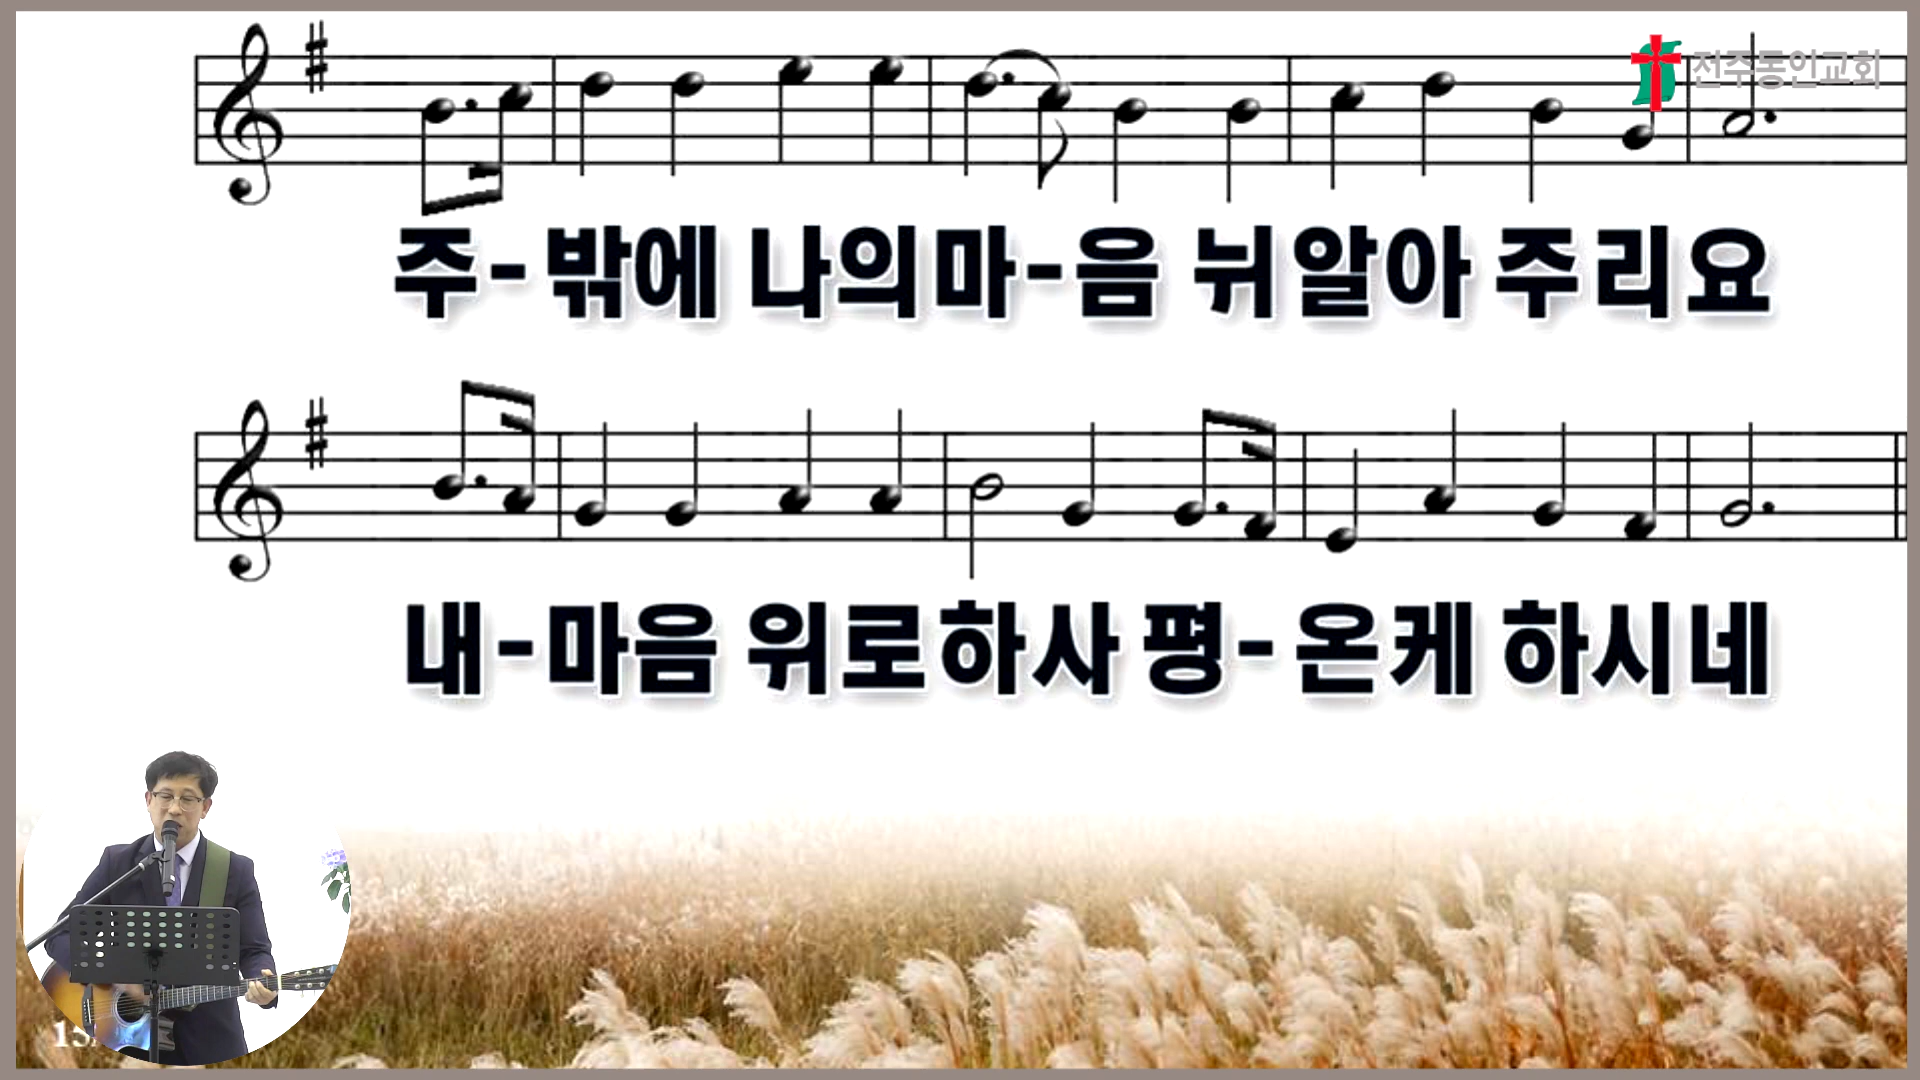 전주동인교회
주-밖에 나의마-음 뉘알아 주리요
내-마음 위로하사 평-온케 하시네